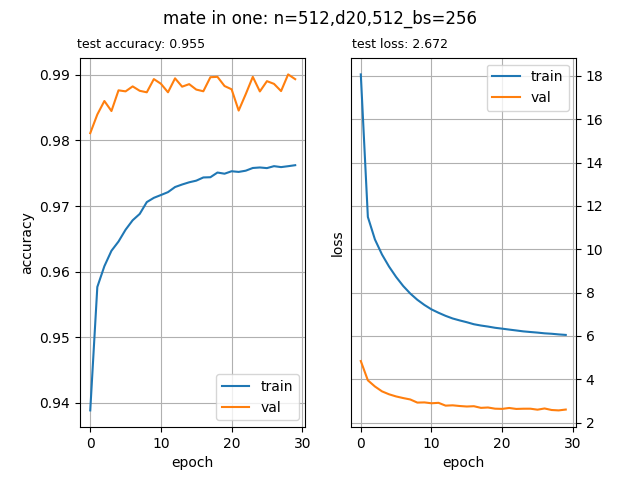 mate in one: n=512,d20,512_bs=256
test accuracy: 0.955
0.99
0.98
0.97
0.96
0.95
0.94
accuracy
0
10
20
30
epoch
train
val
test loss: 2.672
train
val
18
16
14
12
10
8
6
4
2
loss
0
10
20
30
epoch